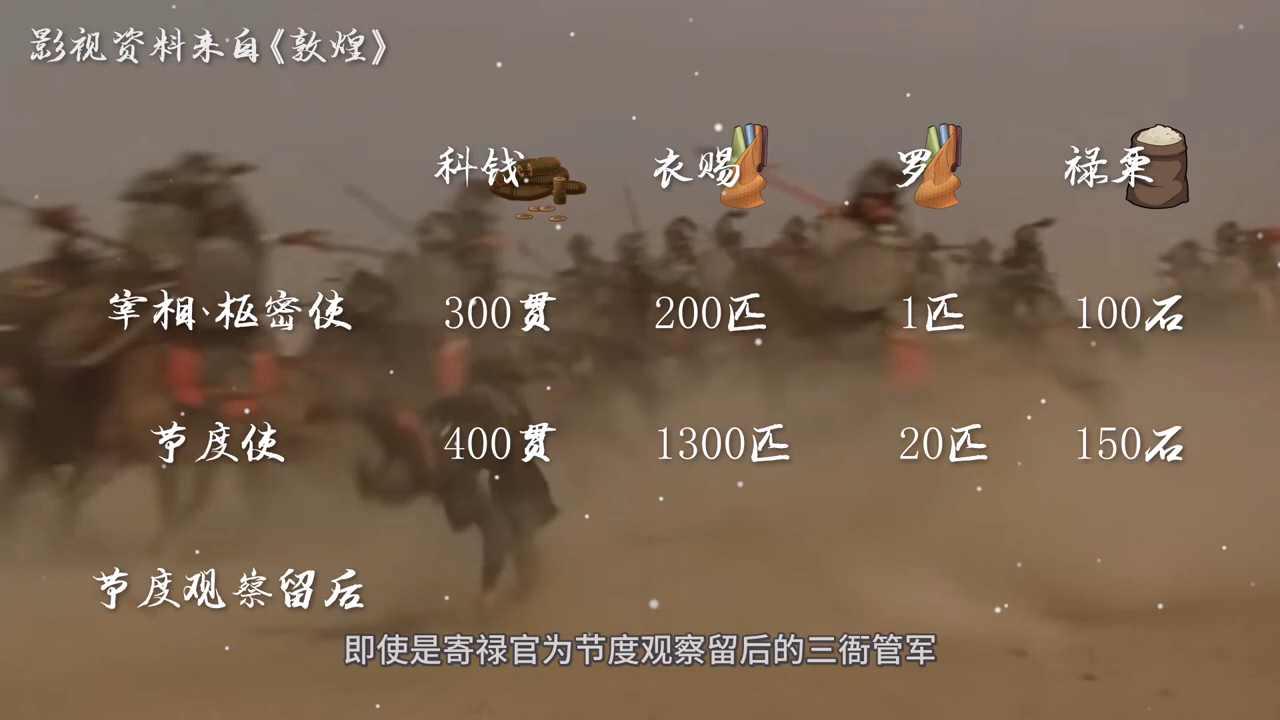 影视资料来自《敦煌》
科钱 衣赐 罗 禄栗
宰相、枢密使 300贯 200匹 1匹 100石
节度使 400贯 1300匹 20匹 150石
节度观察留后
即使是寄禄官为节度观察留后的三衙管军